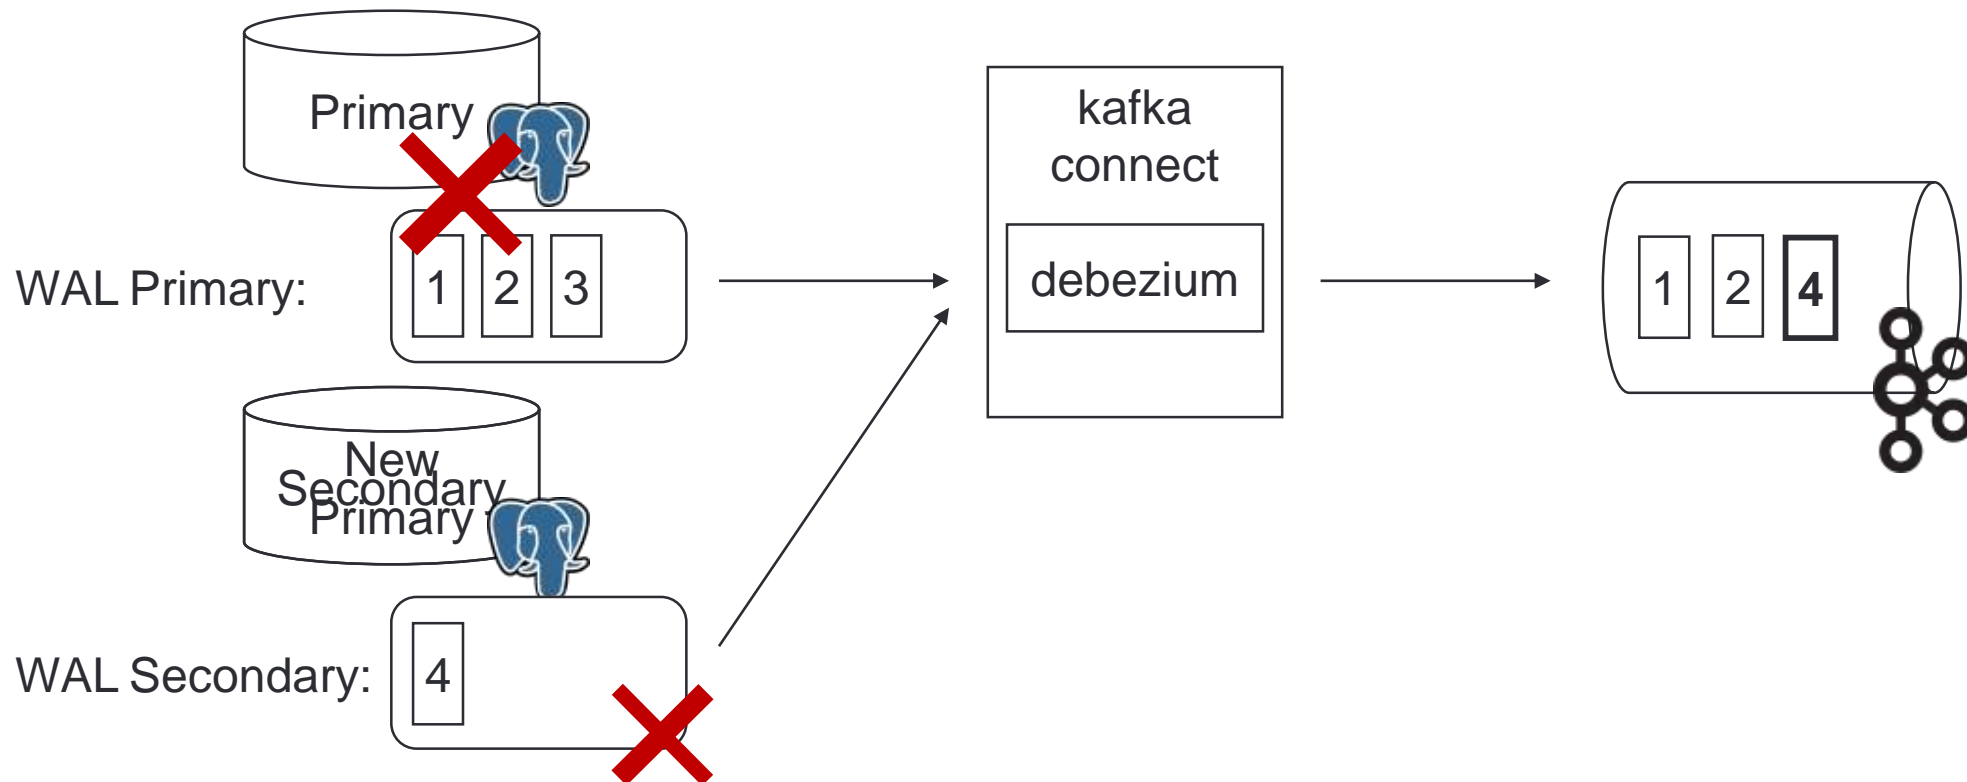 Primary
WAL Primary:
1
2
3
New
Secondary
Primary
WAL Secondary:
4
kafka
connect
debezium
1
2
4